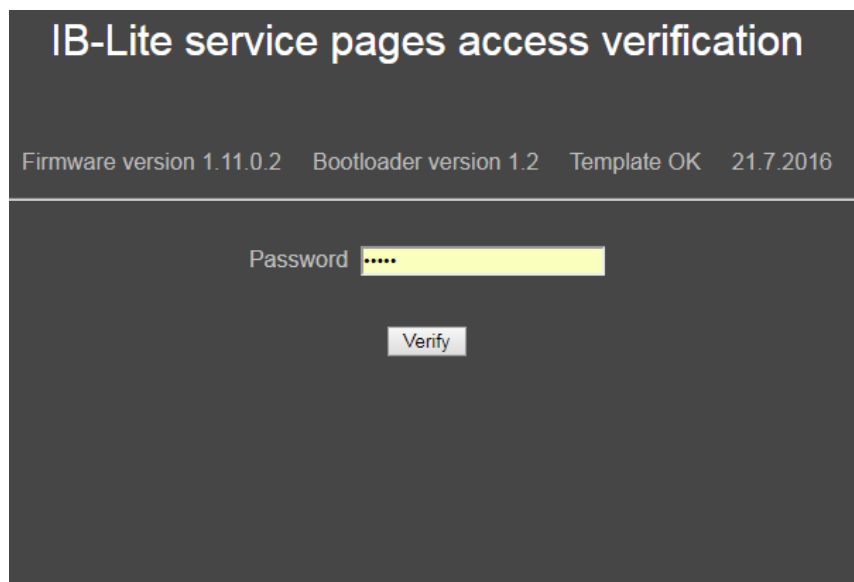 IB-Lite service pages access verification
Firmware version 1.11.0.2 Bootloader version 1.2 Template OK 21.7.2016
Password •••••
Verify